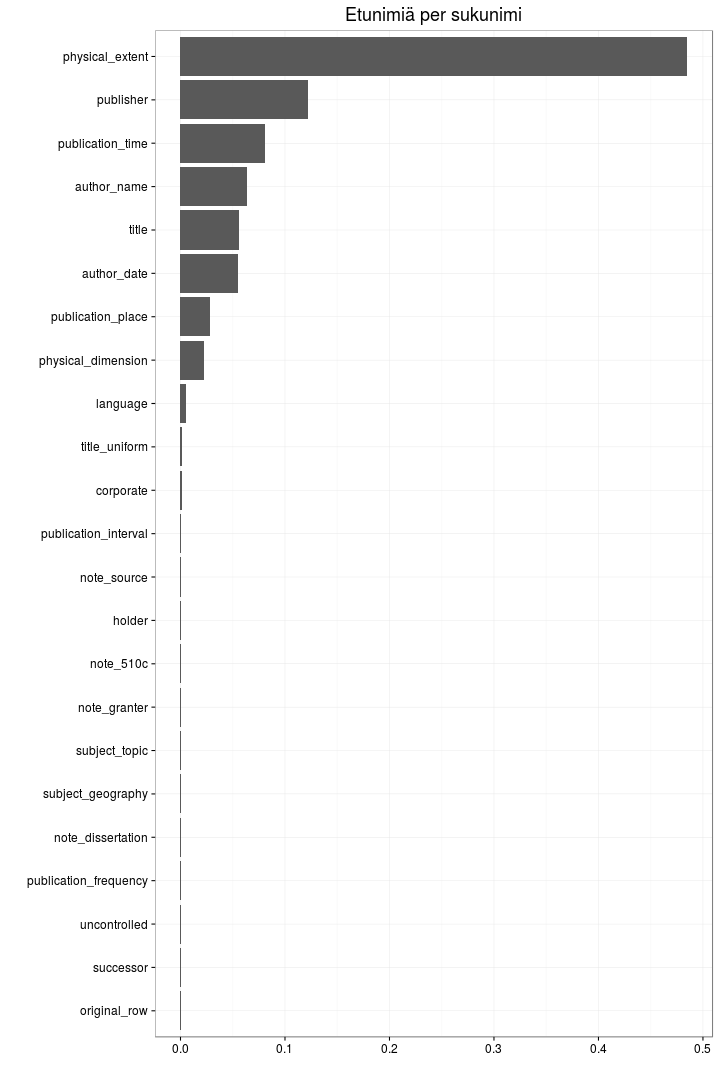 Etunimiä per sukunimi
physical_extent
publisher
publication_time
author_name
title
author_date
publication_place
physical_dimension
language
title_uniform
corporate
publication_interval
note_source
holder
note_510c
note_granter
subject_topic
subject_geography
note_dissertation
publication_frequency
uncontrolled
successor
original_row
0.0 0.1 0.2 0.3 0.4 0.5